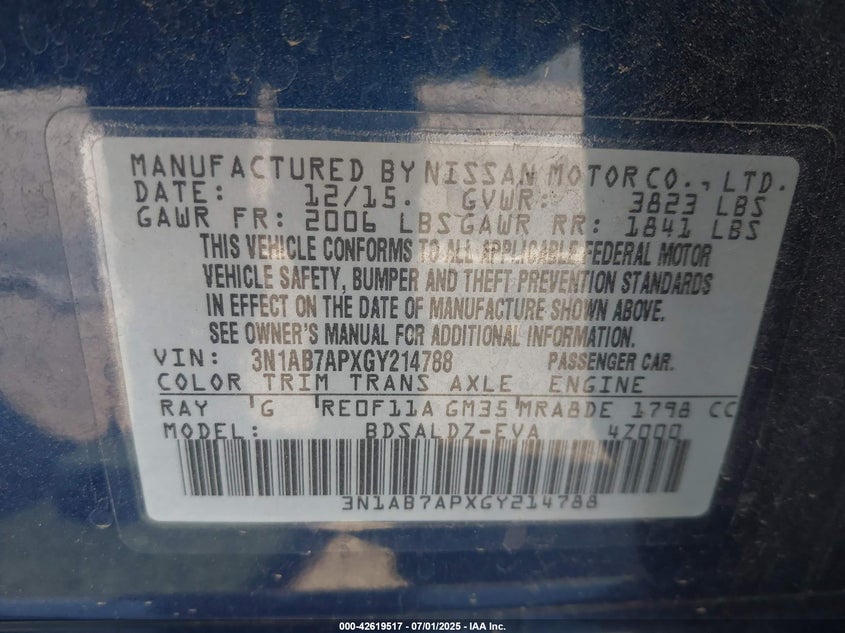 MANUFACTURED BY NISSAN MOTOR CO., LTD.
DATE: 12/15. GVWR: 3823 LBS
GAWR FR: 2006 LBS GAWR RR: 1841 LBS
THIS VEHICLE CONFORMS TO ALL APPLICABLE FEDERAL MOTOR
VEHICLE SAFETY, BUMPER AND THEFT PREVENTION STANDARDS
IN EFFECT ON THE DATE OF MANUFACTURE SHOWN ABOVE.
SEE OWNER'S MANUAL FOR ADDITIONAL INFORMATION.
VIN: 3N1AB7APXGY214788 PASSENGER CAR.
COLOR TRIM TRANS AXLE ENGINE
RAY G RE0F11A GM35 MRA8DE 1798 CC
MODEL: BDSALDZ-EVA 4Z000
3N1AB7APXGY214788
000-42619517 | 07/01/2025 - IAA Inc.